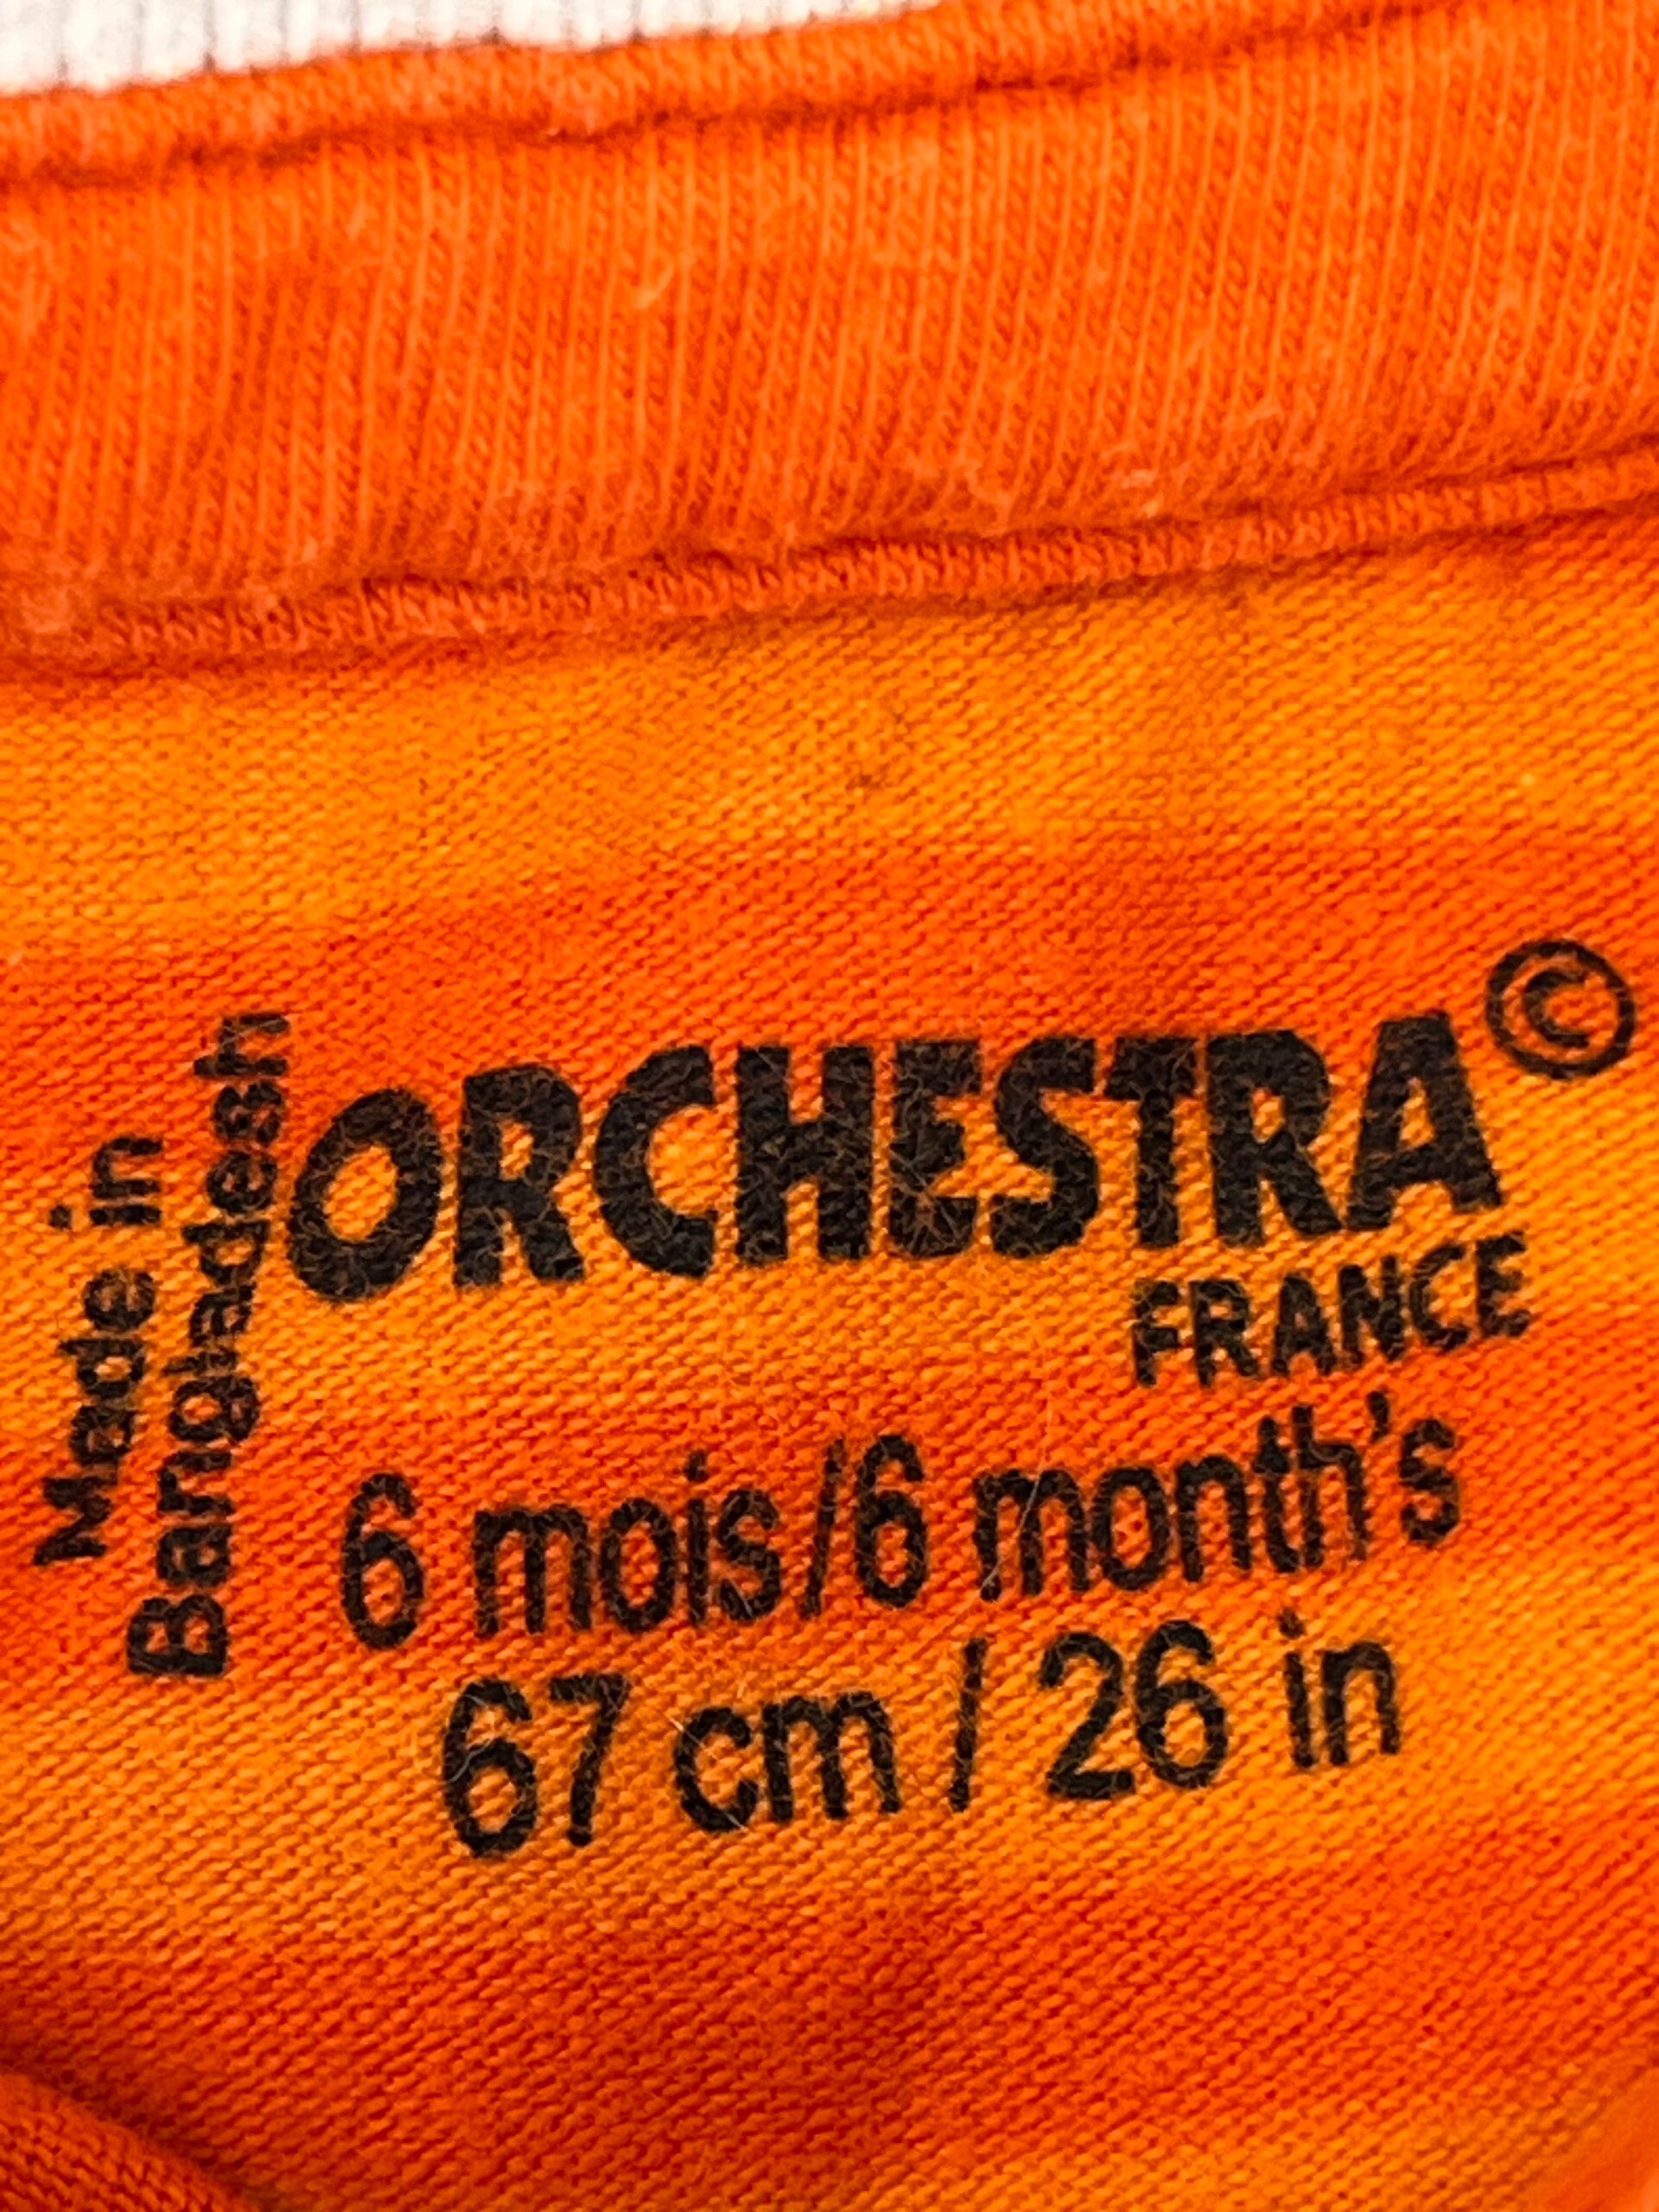 Made in
Bangladesh
ORCHESTRA©
FRANCE
6 mois/6 month's
67 cm / 26 in